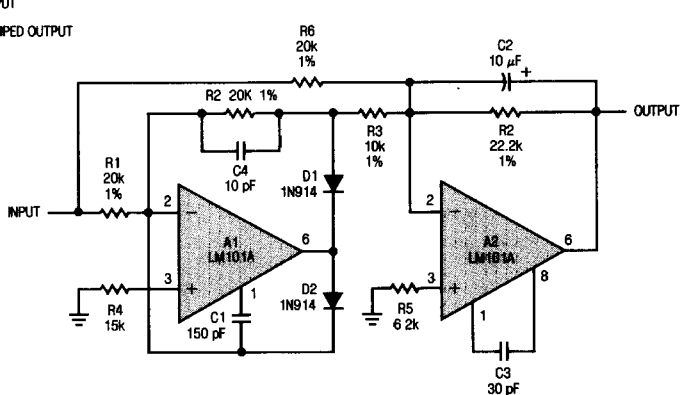 PUT
MPED OUTPUT
R6
20k
1%
C2
10 µF
+
R2 20K 1%
C4
10 pF
R3
10k
1%
R2
22.2k
1%
OUTPUT
R1
20k
1%
D1
1N914
INPUT
2
−
A1
LM101A
6
3
+
1
R4
15k
C1
150 pF
D2
1N914
2
−
A2
LM101A
6
8
3
+
1
R5
6 2k
C3
30 pF